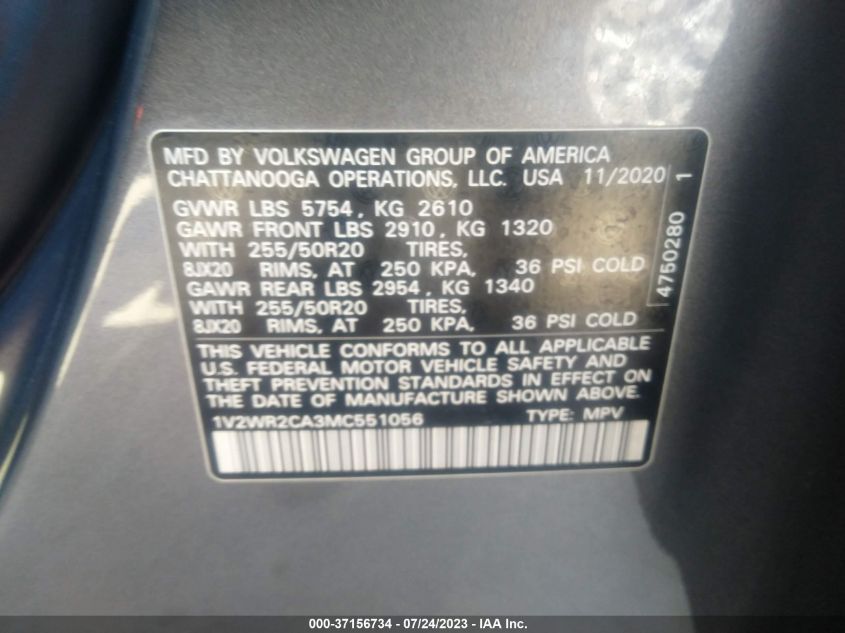 MFD BY VOLKSWAGEN GROUP OF AMERICA
CHATTANOOGA OPERATIONS, LLC. USA 11/2020
GVWR LBS 5754, KG 2610
GAWR FRONT LBS 2910, KG 1320
WITH 255/50R20 TIRES,
8JX20 RIMS, AT 250 KPA, 36 PSI COLD
GAWR REAR LBS 2954, KG 1340
WITH 255/50R20 TIRES,
8JX20 RIMS, AT 250 KPA, 36 PSI COLD
4750280 1
THIS VEHICLE CONFORMS TO ALL APPLICABLE
U.S. FEDERAL MOTOR VEHICLE SAFETY AND
THEFT PREVENTION STANDARDS IN EFFECT ON
THE DATE OF MANUFACTURE SHOWN ABOVE.
1V2WR2CA3MC551056 TYPE: MPV
000-37156734 - 07/24/2023 - IAA Inc.